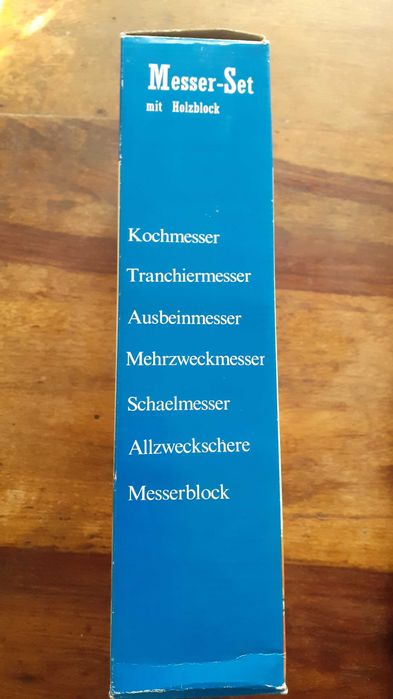 Messer-Set
mit Holzblock
Kochmesser
Tranchiermesser
Ausbeinmesser
Mehrzweckmesser
Schaelmesser
Allzweckschere
Messerblock